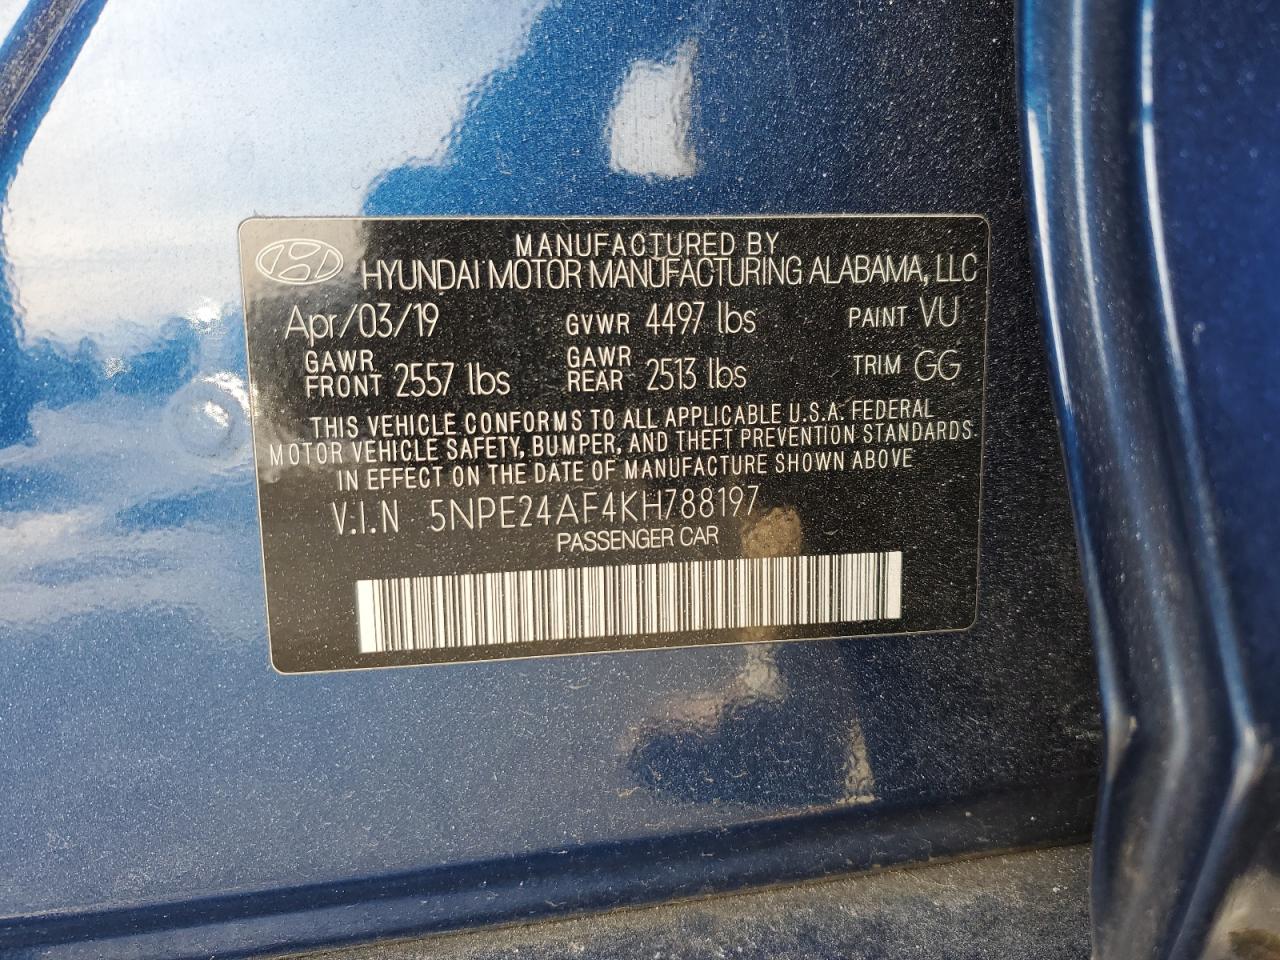 MANUFACTURED BY
HYUNDAI MOTOR MANUFACTURING ALABAMA, LLC
Apr/03/19 GVWR 4497 lbs PAINT VU
GAWR FRONT 2557 lbs GAWR REAR 2513 lbs TRIM GG
THIS VEHICLE CONFORMS TO ALL APPLICABLE U.S.A. FEDERAL
MOTOR VEHICLE SAFETY, BUMPER, AND THEFT PREVENTION STANDARDS
IN EFFECT ON THE DATE OF MANUFACTURE SHOWN ABOVE
V.I.N 5NPE24AF4KH788197
PASSENGER CAR